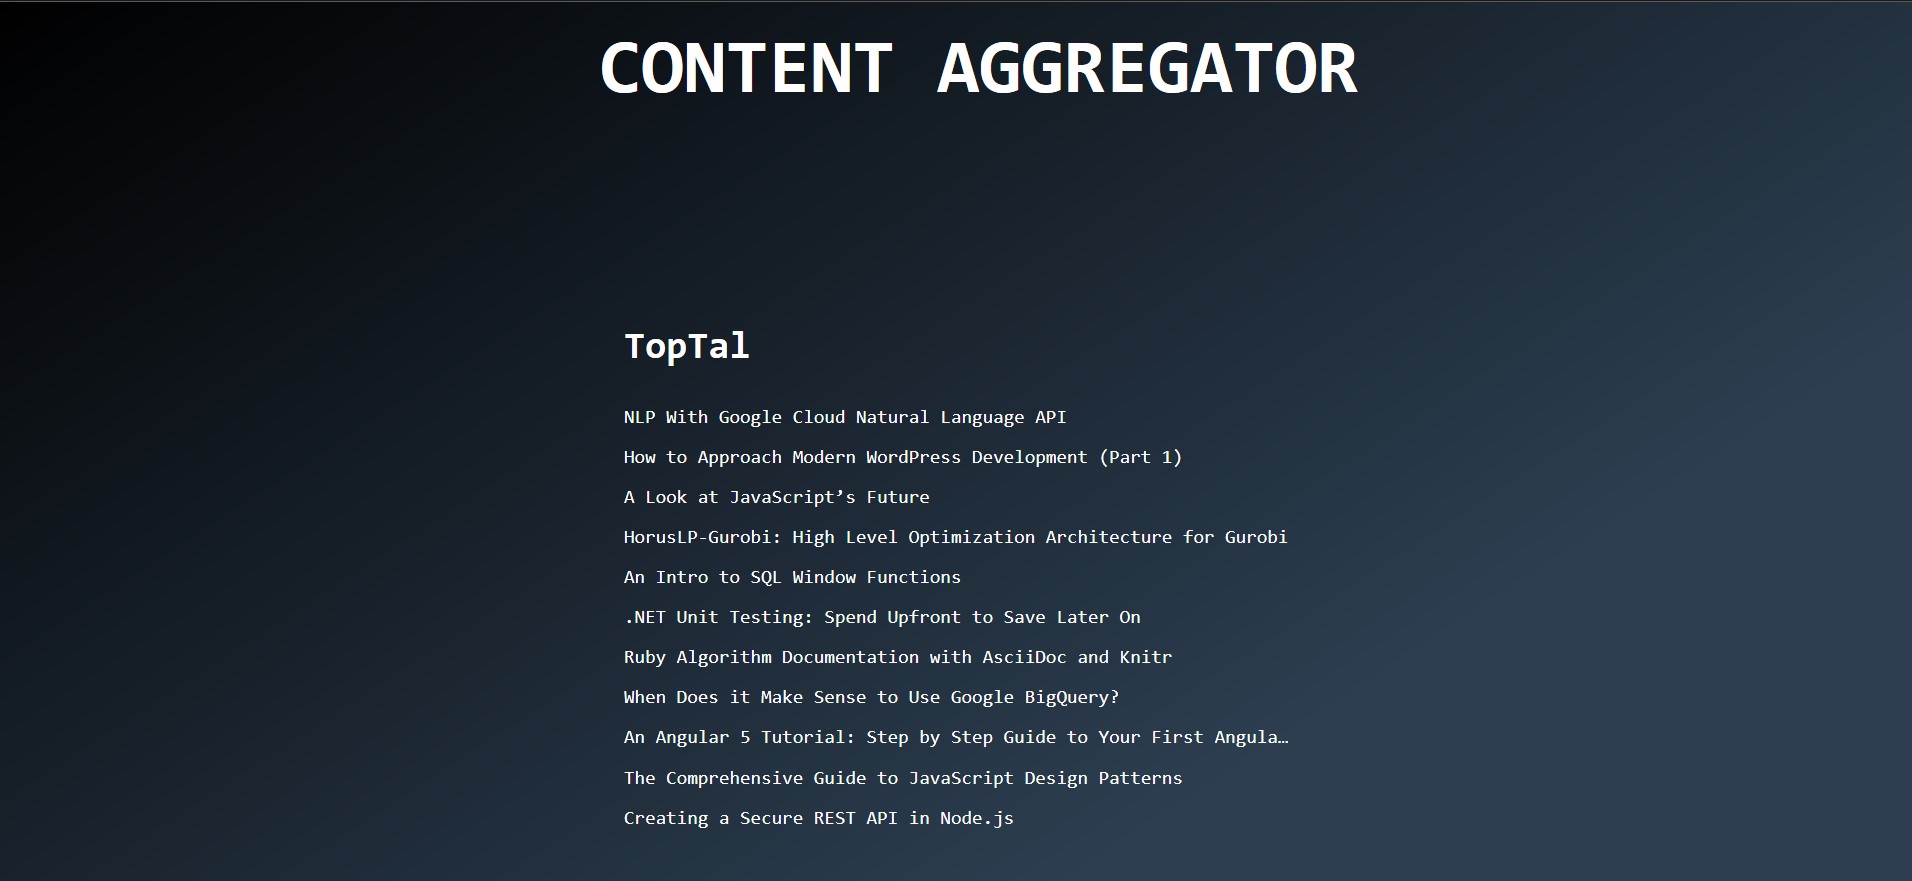 CONTENT AGGREGATOR
TopTal
NLP With Google Cloud Natural Language API
How to Approach Modern WordPress Development (Part 1)
A Look at JavaScript’s Future
HorusLP-Gurobi: High Level Optimization Architecture for Gurobi
An Intro to SQL Window Functions
.NET Unit Testing: Spend Upfront to Save Later On
Ruby Algorithm Documentation with AsciiDoc and Knitr
When Does it Make Sense to Use Google BigQuery?
An Angular 5 Tutorial: Step by Step Guide to Your First Angula…
The Comprehensive Guide to JavaScript Design Patterns
Creating a Secure REST API in Node.js